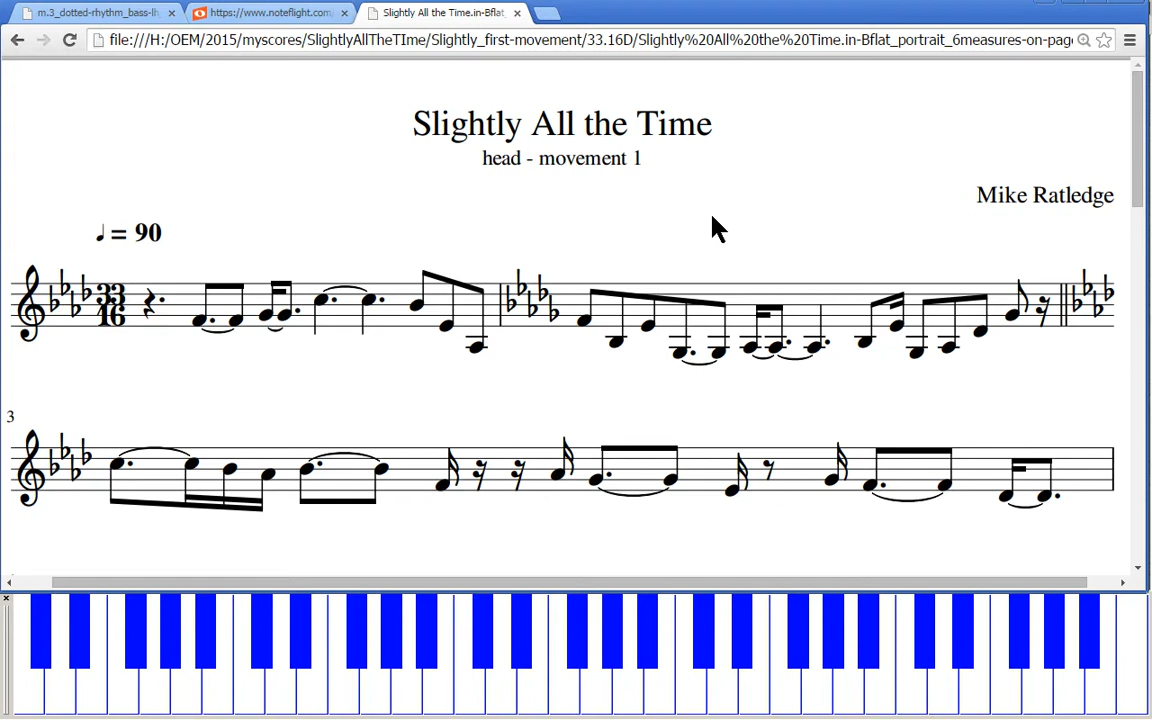 m.3_dotted-rhythm_bass-lh
https://www.noteflight.com/
Slightly All the Time.in-Bflat_
file:///H:/OEM/2015/myscores/SlightlyAllTheTIme/Slightly_first-movement/33.16D/Slightly%20All%20the%20Time.in-Bflat_portrait_6measures-on-page
Slightly All the Time
head - movement 1
Mike Ratledge
♩ = 90
33
16
3